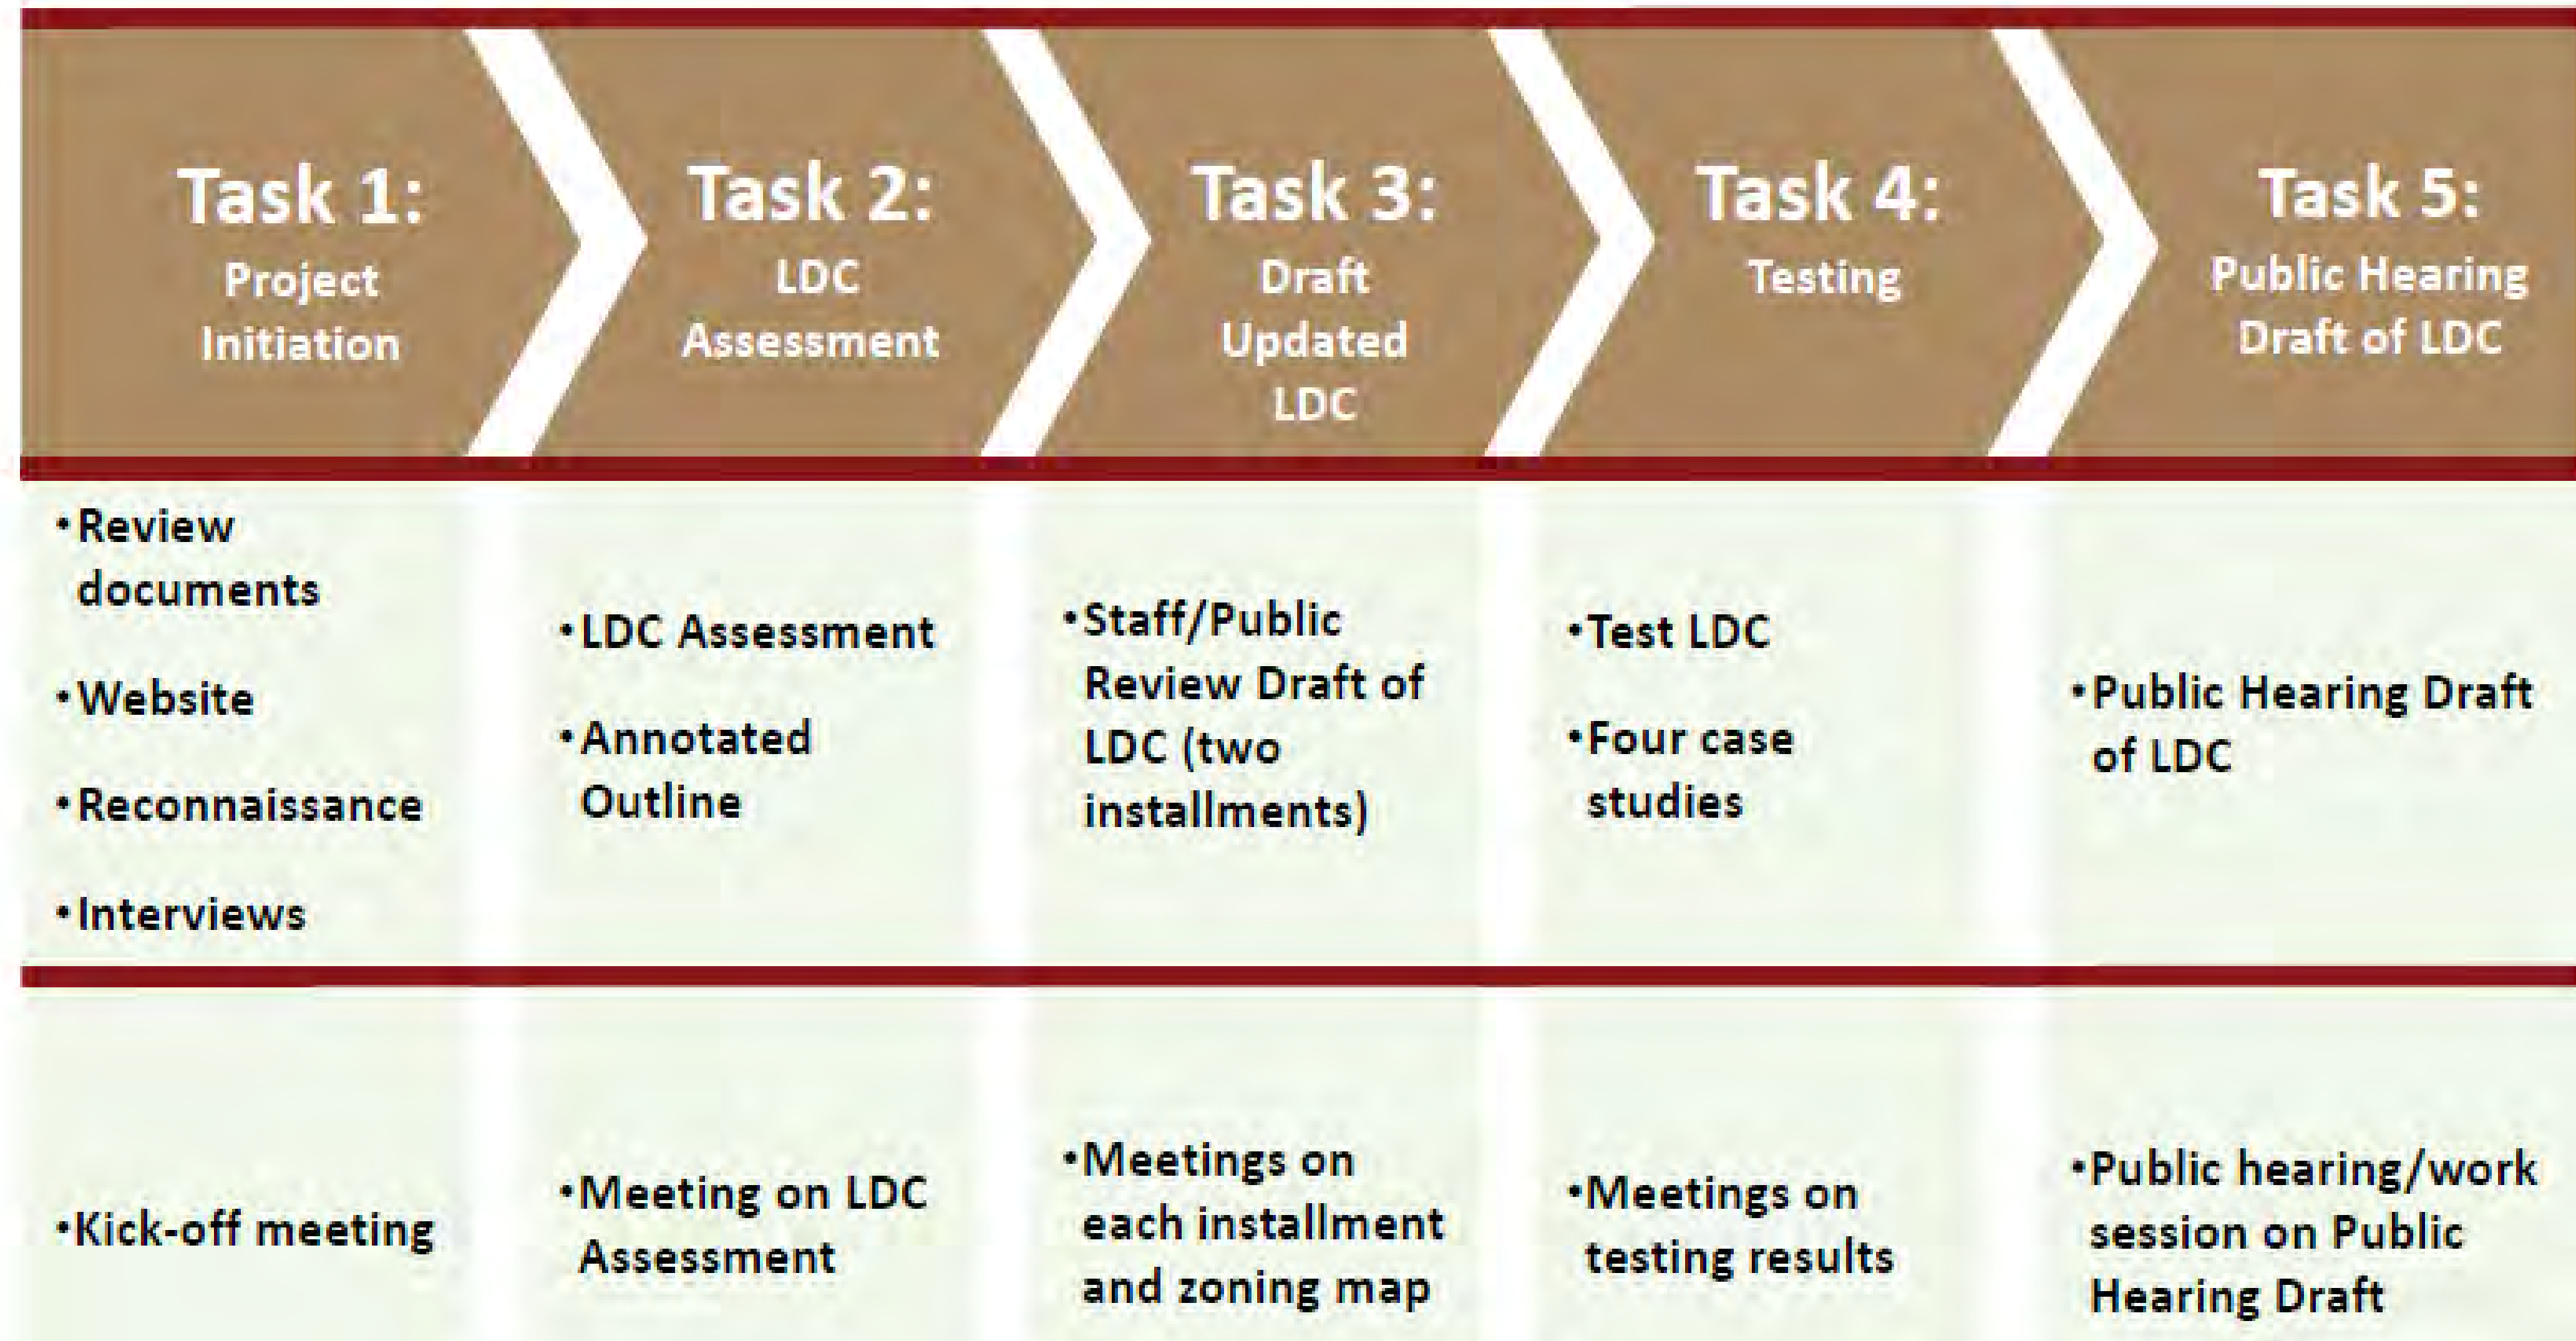 Task 1:
Project
Initiation
Task 2:
LDC
Assessment
Task 3:
Draft
Updated
LDC
Task 4:
Testing
Task 5:
Public Hearing
Draft of LDC
•Review
documents
•Website
•Reconnaissance
•Interviews
•LDC Assessment
•Annotated
Outline
•Staff/Public
Review Draft of
LDC (two
installments)
•Test LDC
•Four case
studies
•Public Hearing Draft
of LDC
•Kick-off meeting
•Meeting on LDC
Assessment
•Meetings on
each installment
and zoning map
•Meetings on
testing results
•Public hearing/work
session on Public
Hearing Draft